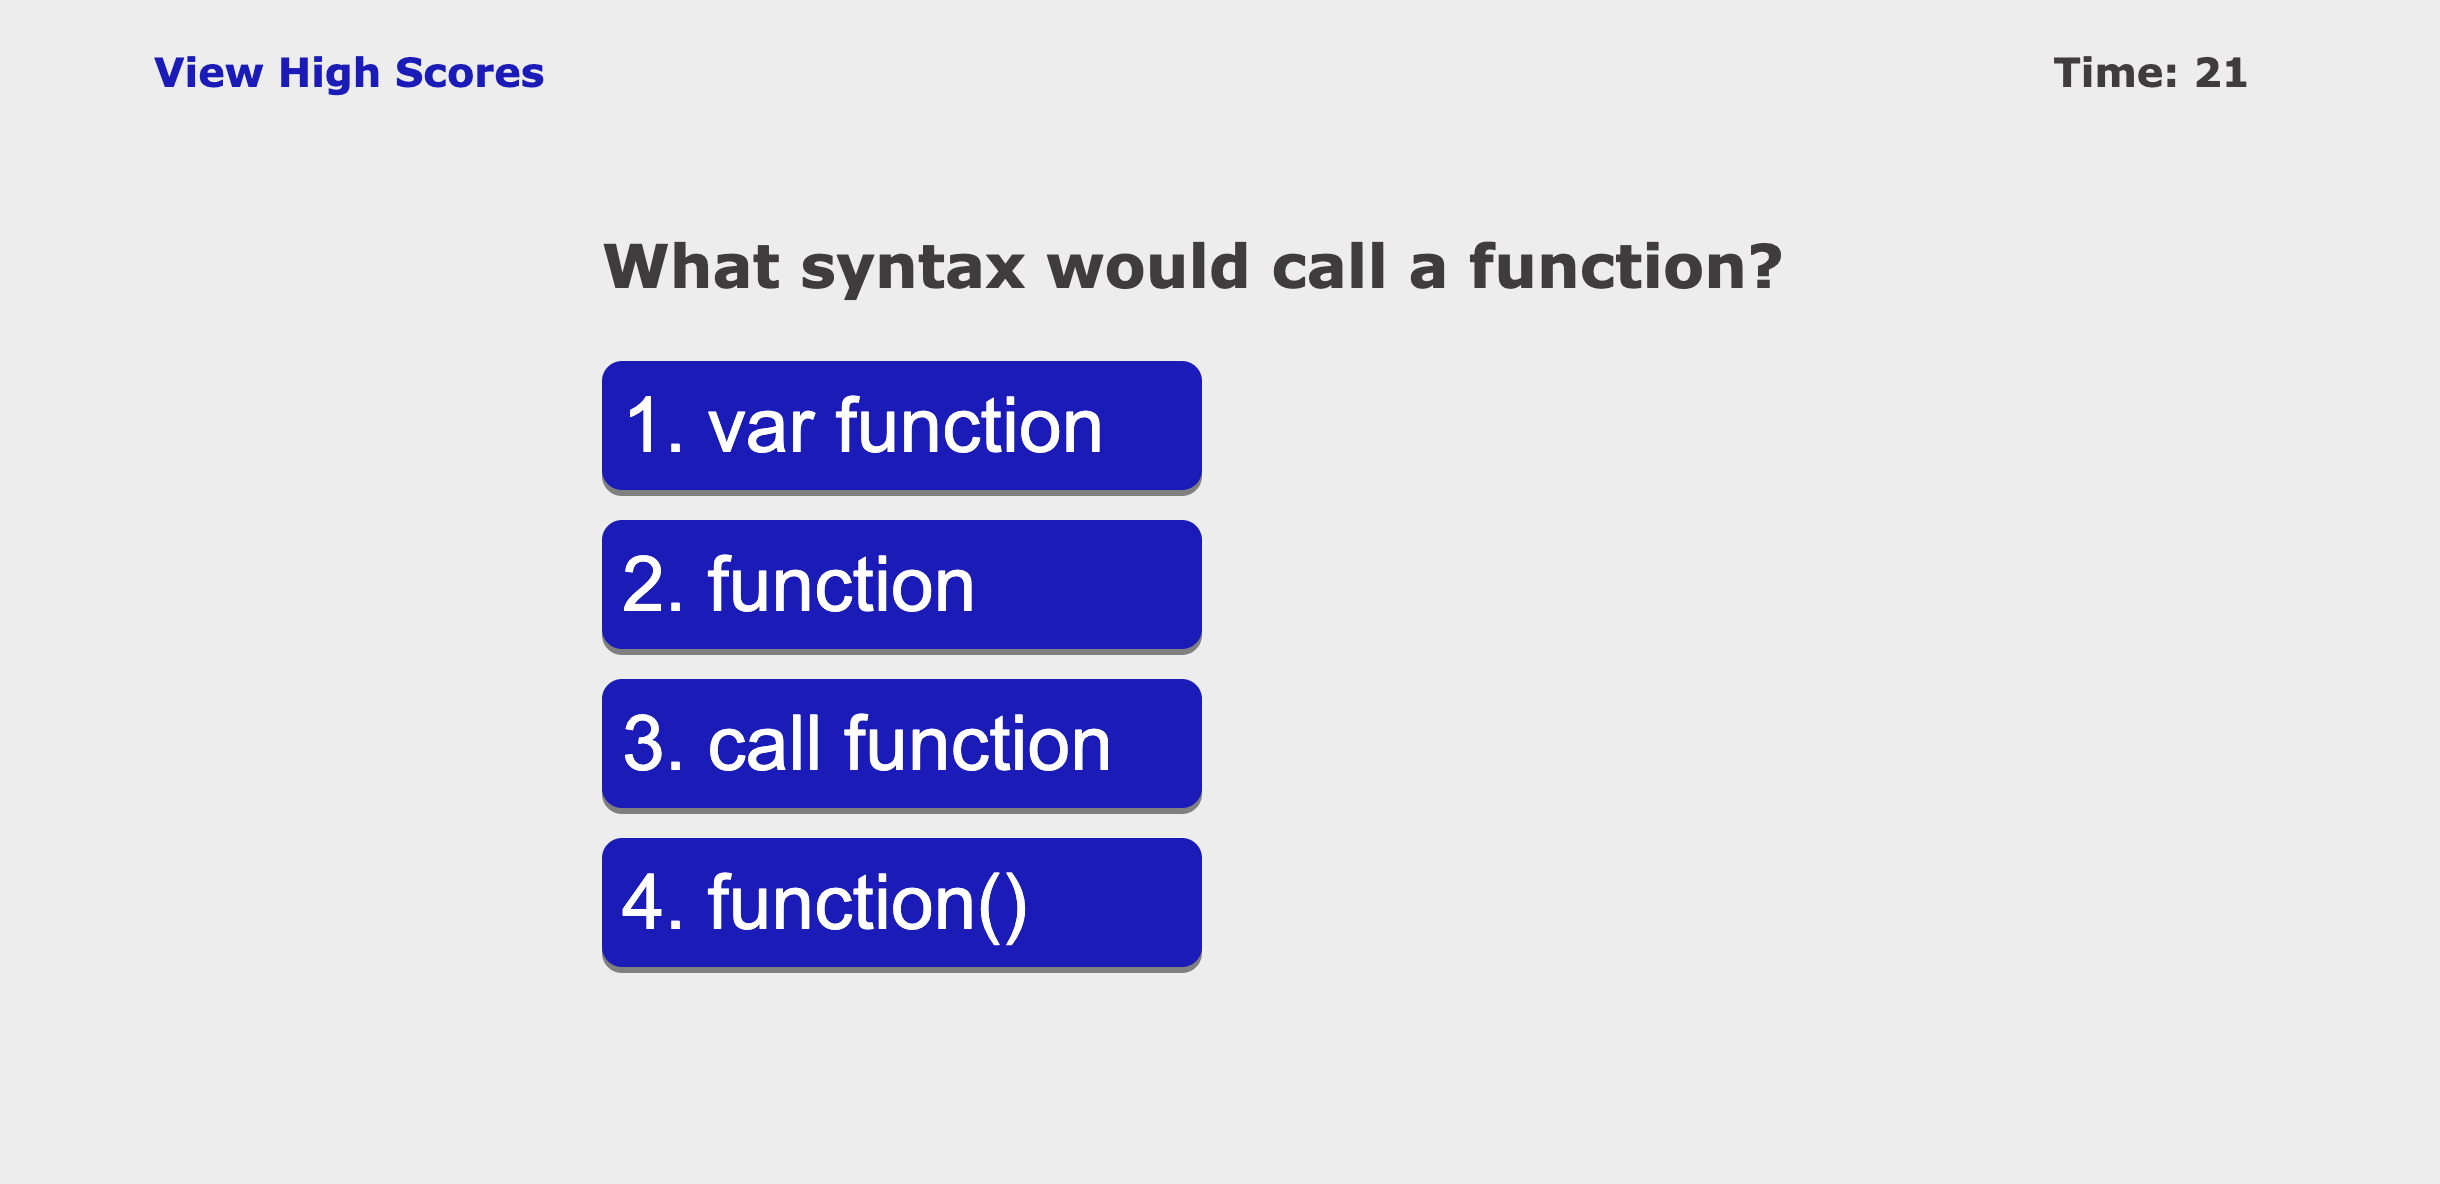 View High Scores
Time: 21
What syntax would call a function?
1. var function
2. function
3. call function
4. function()